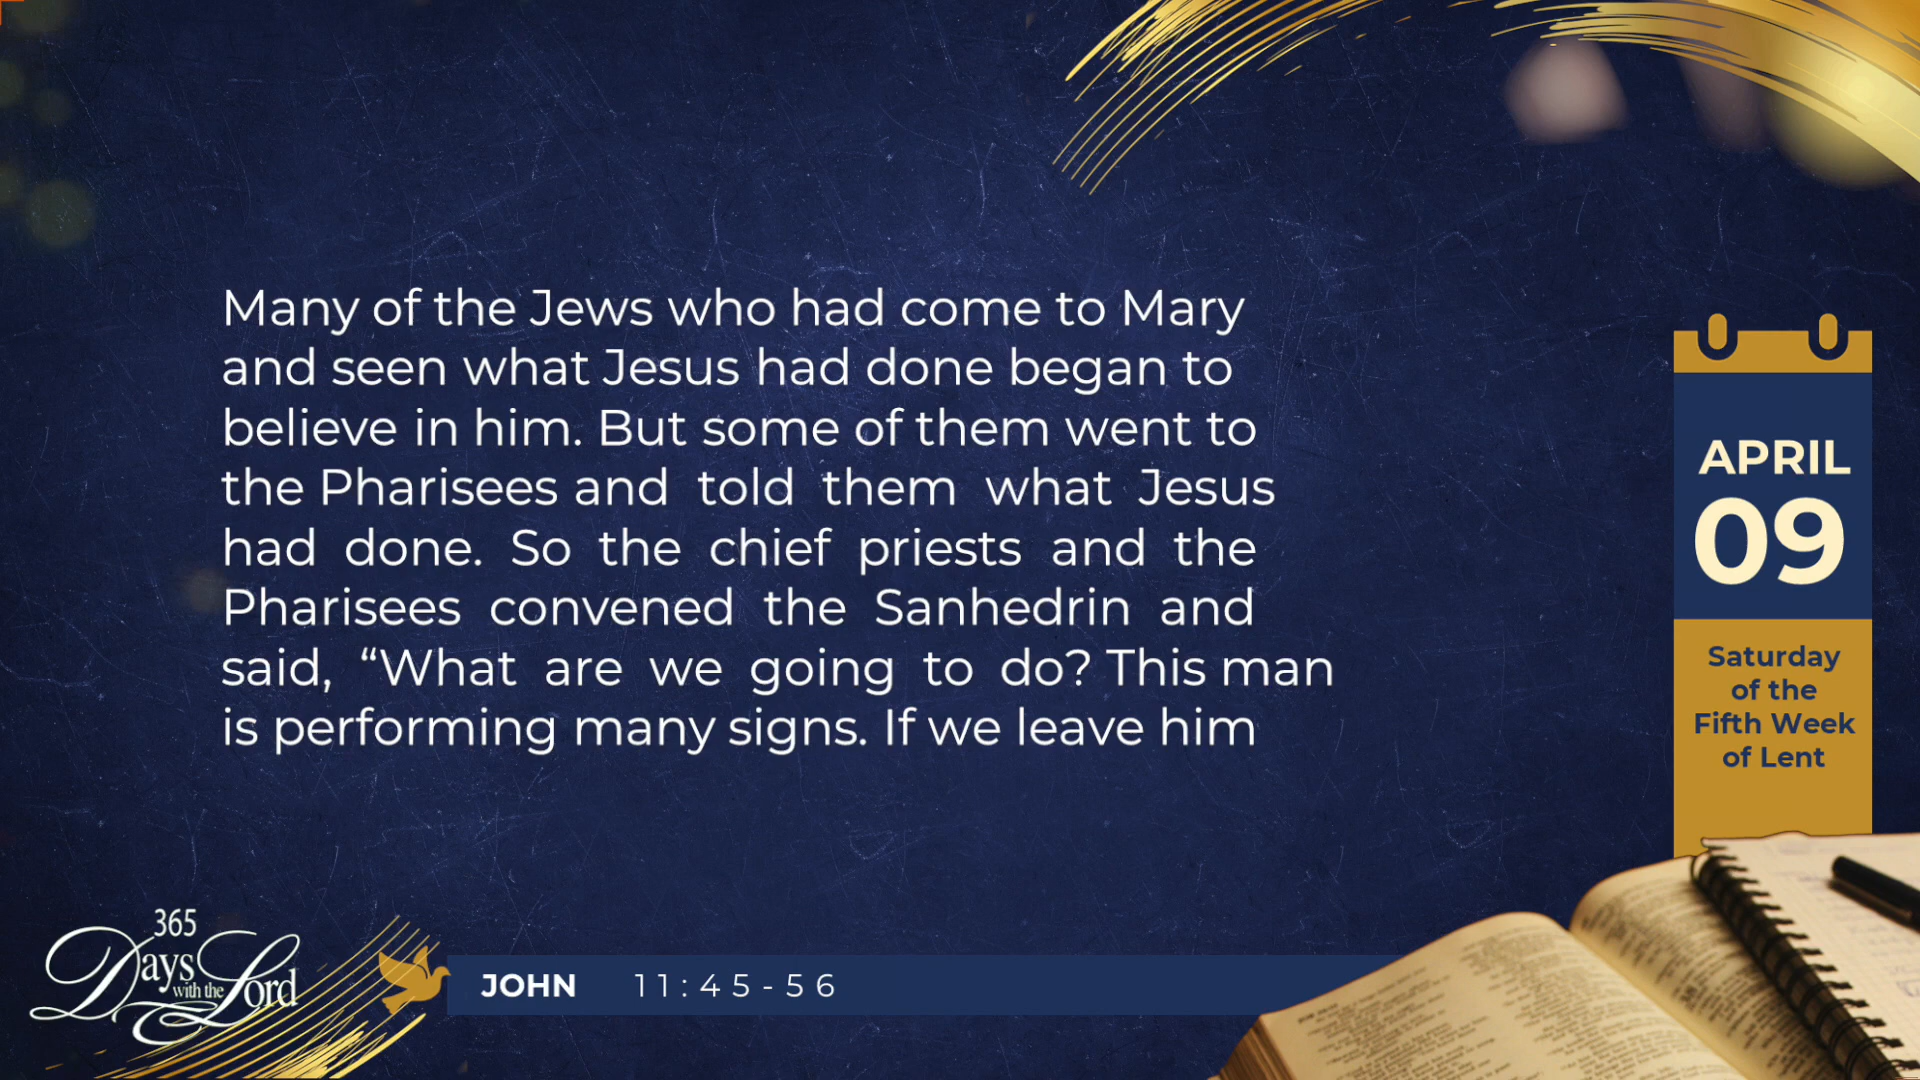 Many of the Jews who had come to Mary
and seen what Jesus had done began to
believe in him. But some of them went to
the Pharisees and told them what Jesus
had done. So the chief priests and the
Pharisees convened the Sanhedrin and
said, “What are we going to do? This man
is performing many signs. If we leave him
APRIL
09
Saturday
of the
Fifth Week
of Lent
365
Days with the Lord
JOHN 11:45-56